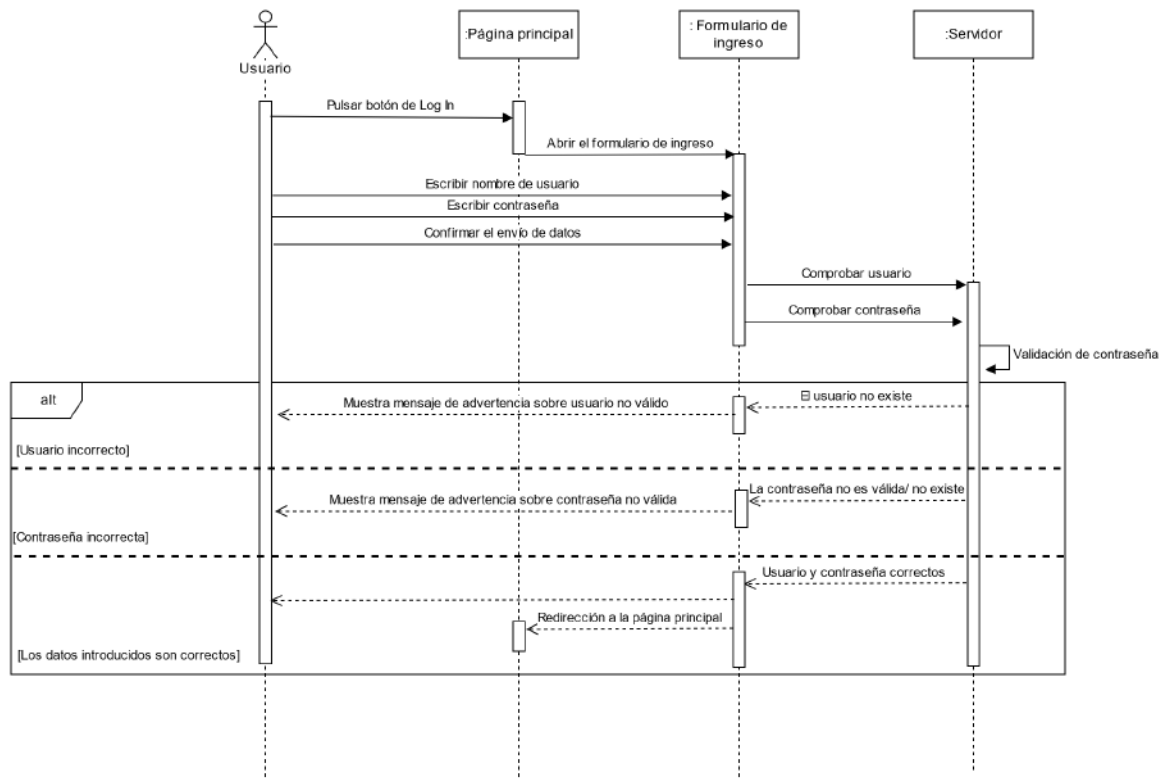 Usuario
:Página principal
: Formulario de
ingreso
:Servidor
Pulsar botón de Log In
Abrir el formulario de ingreso
Escribir nombre de usuario
Escribir contraseña
Confirmar el envío de datos
Comprobar usuario
Comprobar contraseña
Validación de contraseña
alt
El usuario no existe
Muestra mensaje de advertencia sobre usuario no válido
[Usuario incorrecto]
La contraseña no es válida/ no existe
Muestra mensaje de advertencia sobre contraseña no válida
[Contraseña incorrecta]
Usuario y contraseña correctos
Redirección a la página principal
[Los datos introducidos son correctos]